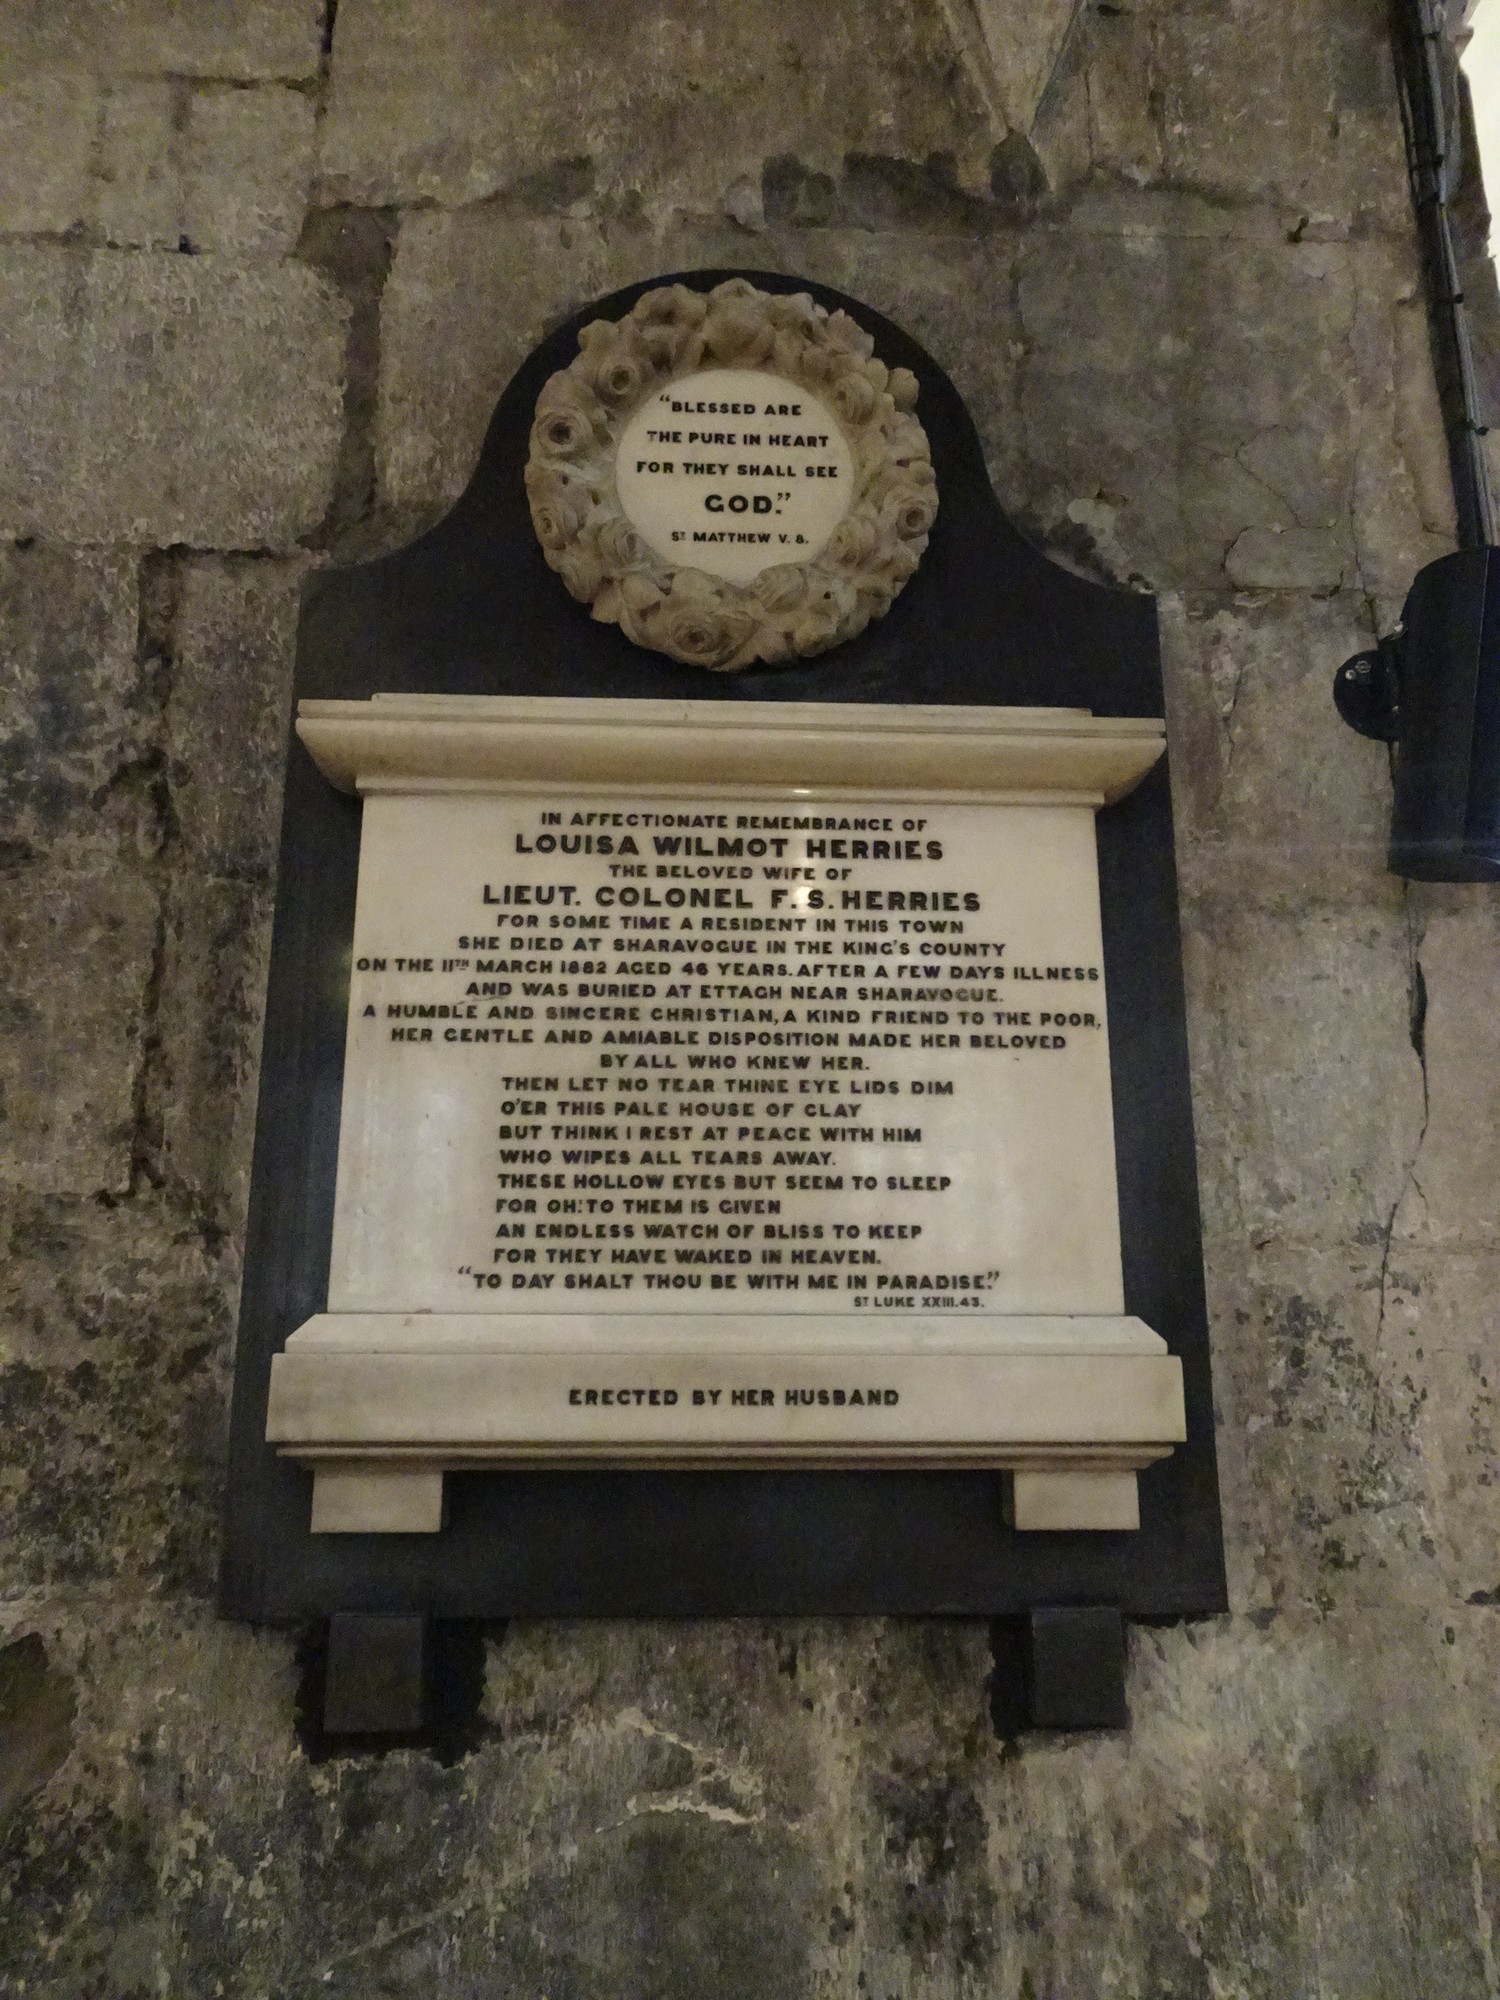 "BLESSED ARE
THE PURE IN HEART
FOR THEY SHALL SEE
GOD."
ST MATTHEW V. 8.
IN AFFECTIONATE REMEMBRANCE OF
LOUISA WILMOT HERRIES
THE BELOVED WIFE OF
LIEUT. COLONEL F. S. HERRIES
FOR SOME TIME A RESIDENT IN THIS TOWN
SHE DIED AT SHARAVOGUE IN THE KING'S COUNTY
ON THE 11TH MARCH 1882 AGED 46 YEARS. AFTER A FEW DAYS ILLNESS
AND WAS BURIED AT ETTAGH NEAR SHARAVOGUE.
A HUMBLE AND SINCERE CHRISTIAN, A KIND FRIEND TO THE POOR,
HER GENTLE AND AMIABLE DISPOSITION MADE HER BELOVED
BY ALL WHO KNEW HER.
THEN LET NO TEAR THINE EYE LIDS DIM
O'ER THIS PALE HOUSE OF CLAY
BUT THINK I REST AT PEACE WITH HIM
WHO WIPES ALL TEARS AWAY.
THESE HOLLOW EYES BUT SEEM TO SLEEP
FOR OH! TO THEM IS GIVEN
AN ENDLESS WATCH OF BLISS TO KEEP
FOR THEY HAVE WAKED IN HEAVEN.
"TO DAY SHALT THOU BE WITH ME IN PARADISE."
ST LUKE XXIII. 43.
ERECTED BY HER HUSBAND